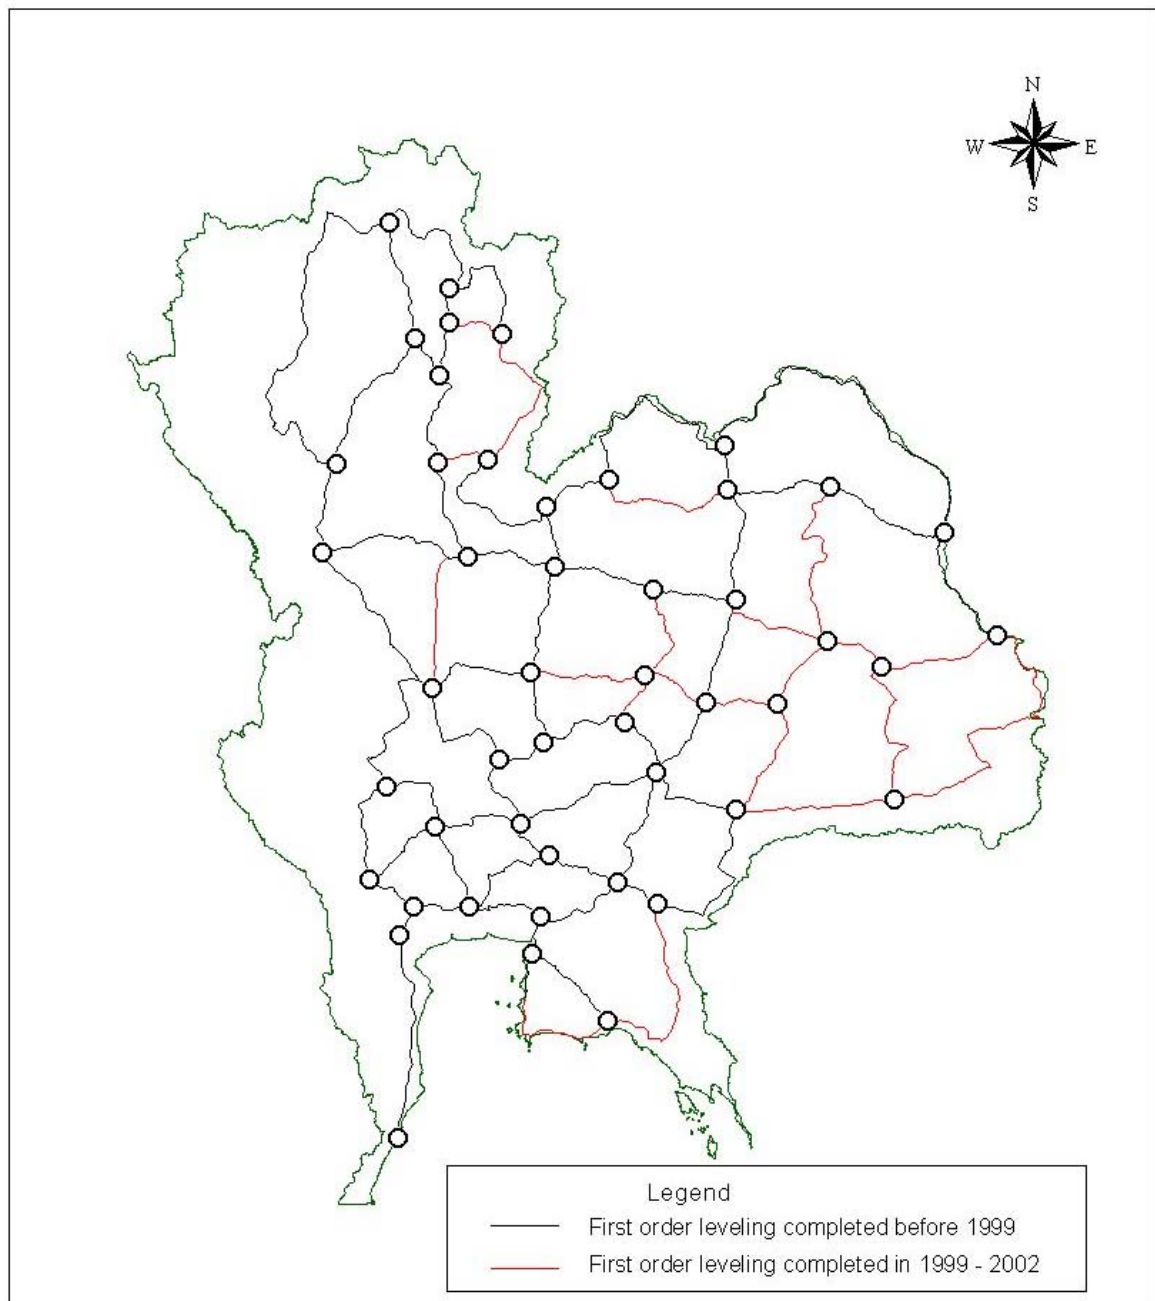 N
W E
S
Legend
First order leveling completed before 1999
First order leveling completed in 1999 - 2002